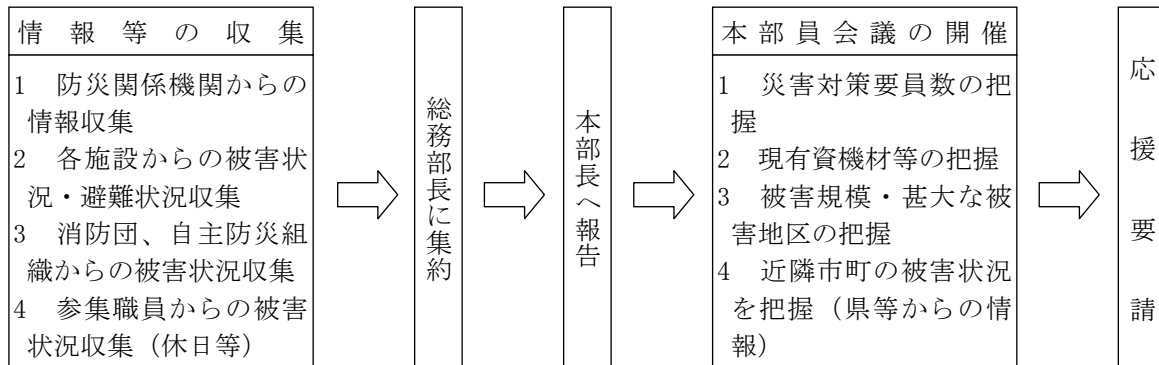 情報等の収集
1　防災関係機関からの
情報収集
2　各施設からの被害状
況・避難状況収集
3　消防団、自主防災組
織からの被害状況収集
4　参集職員からの被害
状況収集（休日等）
総務部長に集約
本部長へ報告
本部員会議の開催
1　災害対策要員数の把
握
2　現有資機材等の把握
3　被害規模・甚大な被
害地区の把握
4　近隣市町の被害状況
を把握（県等からの情
報）
応援要請